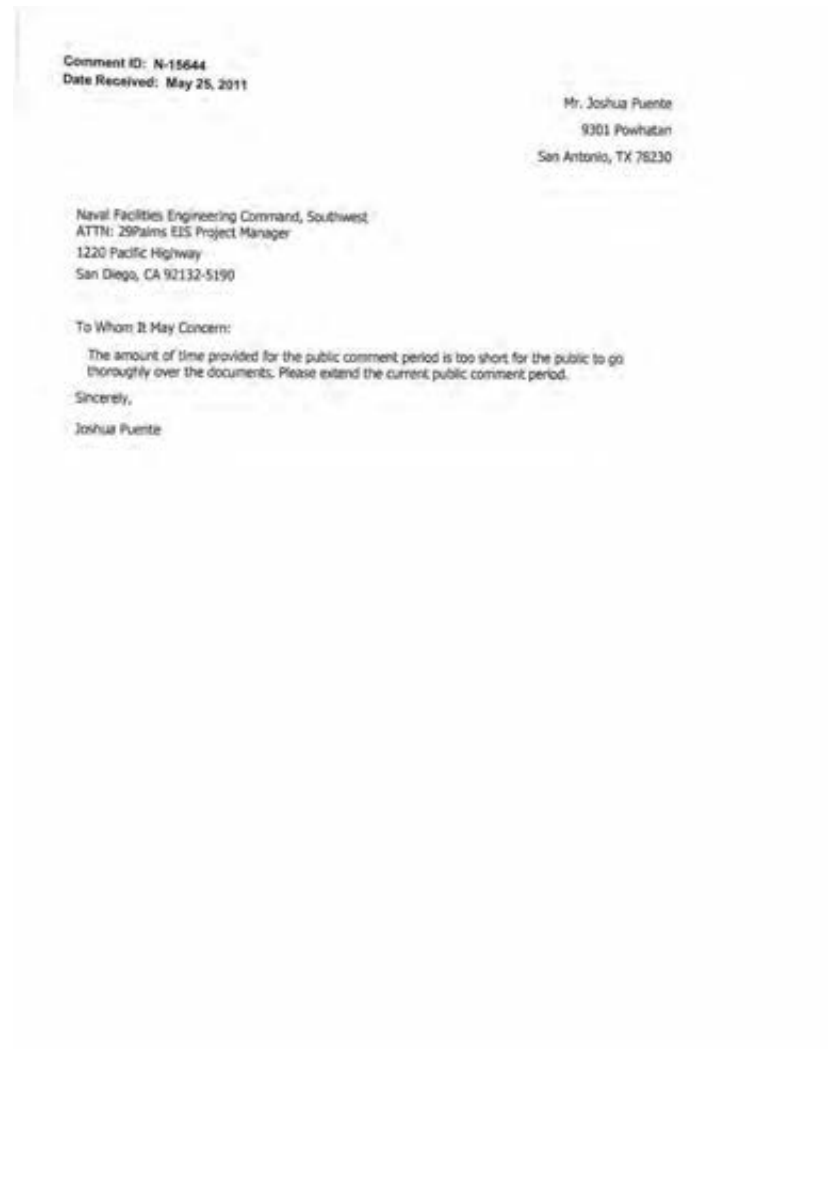 Comment ID: N-15644
Date Received: May 25, 2011
Mr. Joshua Puente
9301 Powhatan
San Antonio, TX 78230
Naval Facilities Engineering Command, Southwest
ATTN: 29Palms EIS Project Manager
1220 Pacific Highway
San Diego, CA 92132-5190
To Whom It May Concern:
The amount of time provided for the public comment period is too short for the public to go
thoroughly over the documents. Please extend the current public comment period.
Sincerely,
Joshua Puente